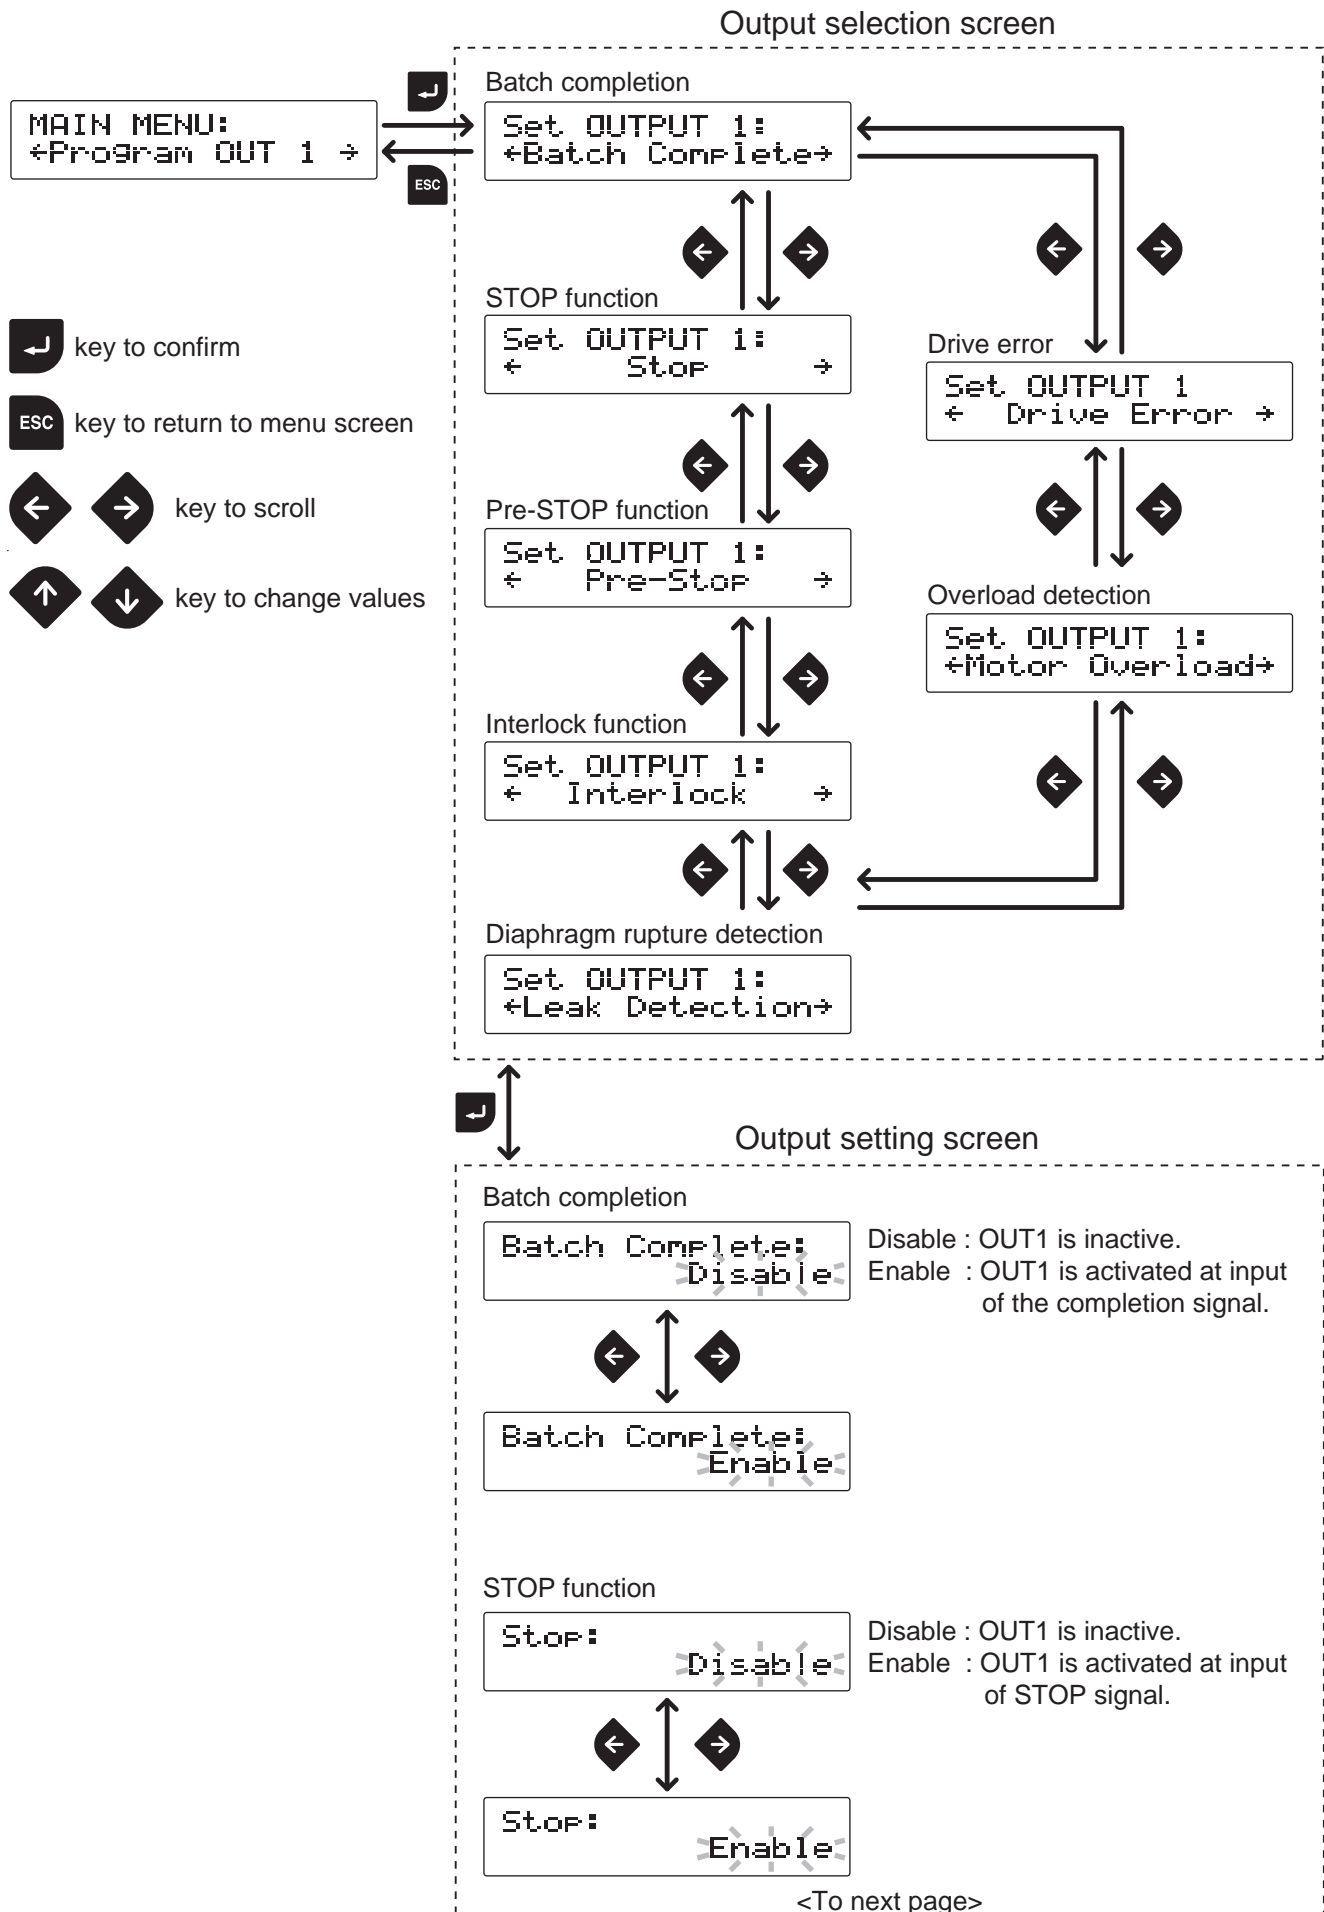 Output selection screen
Batch completion
MAIN MENU:
←Program OUT 1 →
ESC
Set OUTPUT 1:
←Batch Complete→
STOP function
Set OUTPUT 1:
← Stop →
key to confirm
ESC key to return to menu screen
key to scroll
key to change values
Pre-STOP function
Set OUTPUT 1:
← Pre-Stop →
Interlock function
Set OUTPUT 1:
← Interlock →
Diaphragm rupture detection
Set OUTPUT 1:
←Leak Detection→
Drive error
Set OUTPUT 1
← Drive Error →
Overload detection
Set OUTPUT 1:
←Motor Overload→
Output setting screen
Batch completion
Batch Complete:
Disable
Disable : OUT1 is inactive.
Enable : OUT1 is activated at input
of the completion signal.
Batch Complete:
Enable
STOP function
Stop:
Disable
Disable : OUT1 is inactive.
Enable : OUT1 is activated at input
of STOP signal.
Stop:
Enable
<To next page>